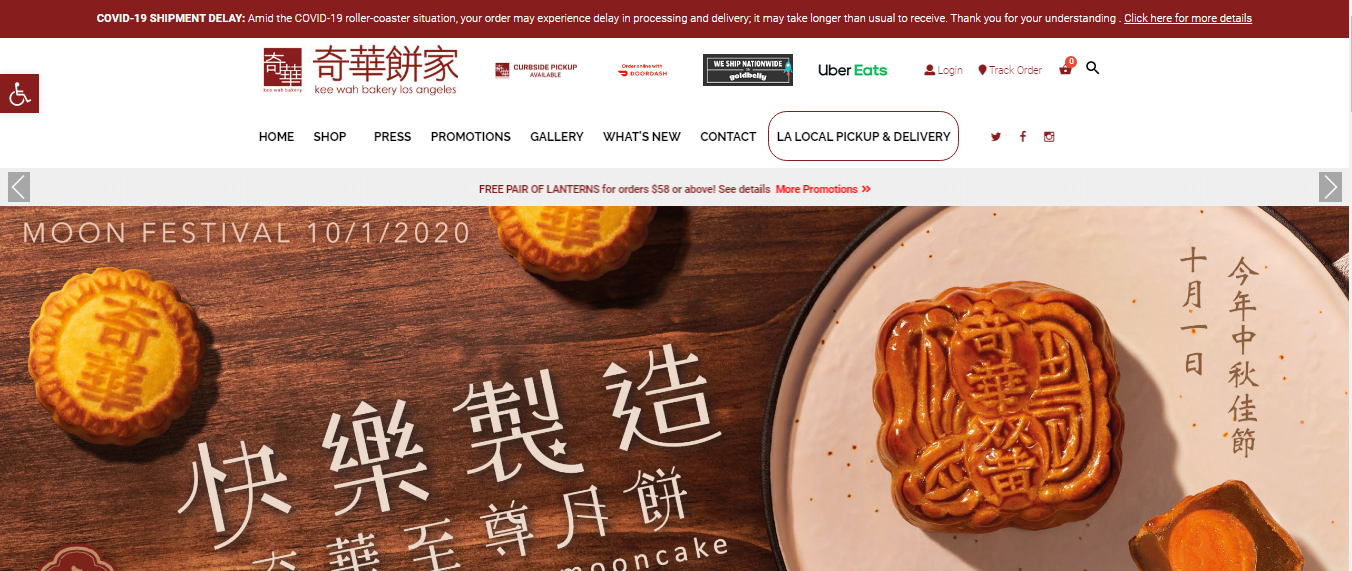 COVID-19 SHIPMENT DELAY: Amid the COVID-19 roller-coaster situation, your order may experience delay in processing and delivery; it may take longer than usual to receive. Thank you for your understanding . Click here for more details
奇華
kee wah bakery
奇華餅家
kee wah bakery los angeles
CURBSIDE PICKUP
AVAILABLE
Order online with
DOORDASH
WE SHIP NATIONWIDE
goldbelly
Uber Eats
Login
Track Order
0
HOME SHOP PRESS PROMOTIONS GALLERY WHAT'S NEW CONTACT LA LOCAL PICKUP & DELIVERY
FREE PAIR OF LANTERNS for orders $58 or above! See details More Promotions »
MOON FESTIVAL 10/1/2020
奇華
奇華
今年中秋佳節
十月一日
奇華双黄
快樂製造
奇華至尊月餅
mooncake